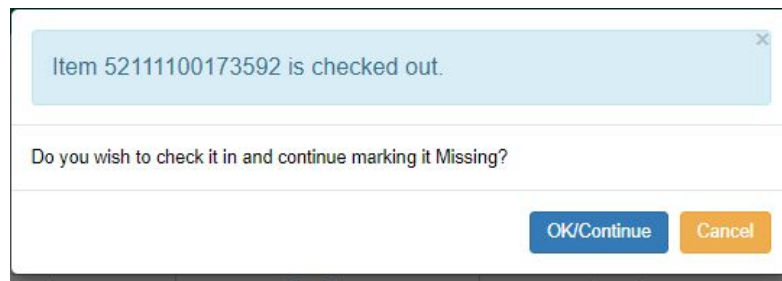 Item 52111100173592 is checked out.
×
Do you wish to check it in and continue marking it Missing?
OK/Continue
Cancel